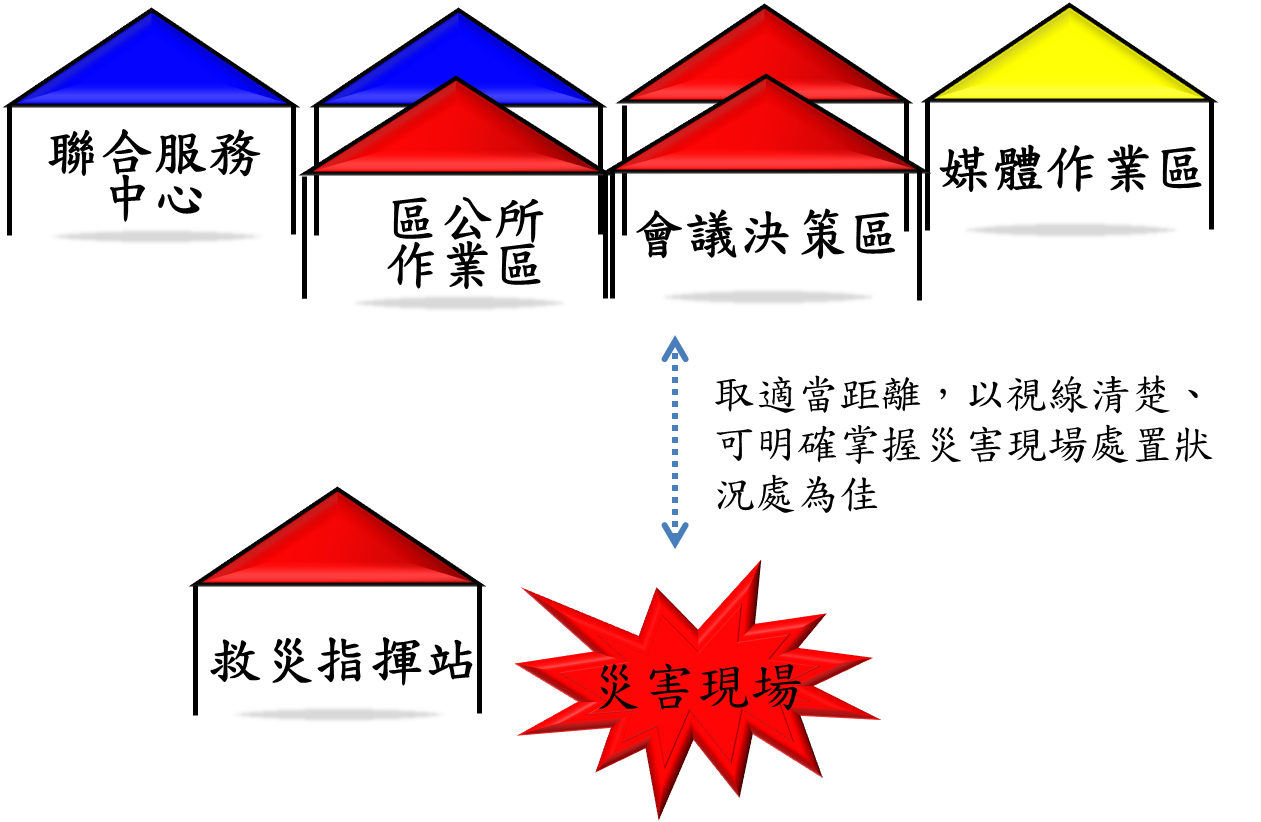 聯合服務
中心
區公所
作業區
會議決策區
媒體作業區
取適當距離，以視線清楚、
可明確掌握災害現場處置狀
況處為佳
救災指揮站
災害現場